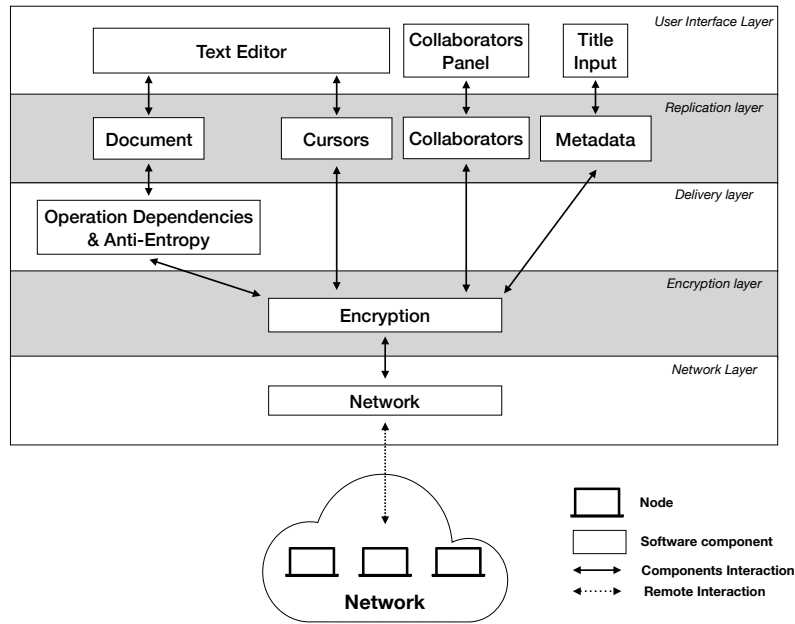 User Interface Layer
Text Editor
Collaborators
Panel
Title
Input
Replication layer
Document
Cursors
Collaborators
Metadata
Delivery layer
Operation Dependencies
& Anti-Entropy
Encryption layer
Encryption
Network Layer
Network
Node
Software component
Components Interaction
Remote Interaction
Network